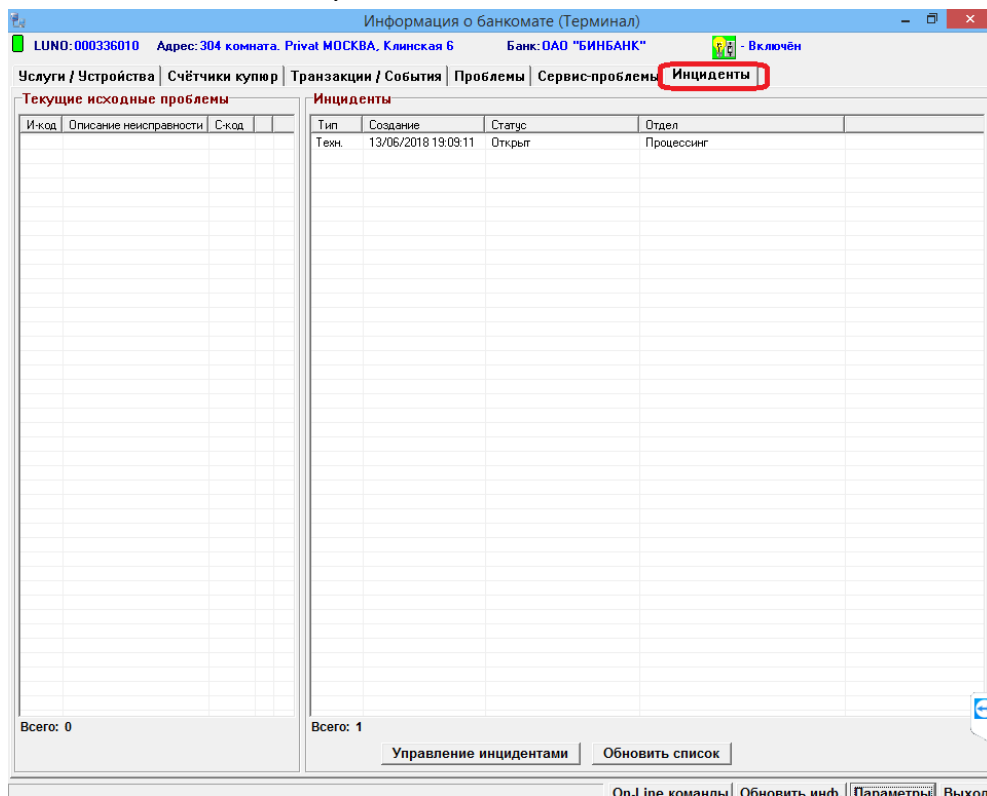 Информация о банкомате (Терминал)
LUNO: 000336010 Адрес: 304 комната. Privat МОСКВА, Клинская 6 Банк: ОАО "БИНБАНК" - Включён
Услуги / Устройства Счётчики купюр Транзакции / События Проблемы Сервис-проблемы Инциденты
Текущие исходные проблемы Инциденты
И-код Описание неисправности С-код Тип Создание Статус Отдел
Техн. 13/06/2018 19:09:11 Открыт Процессинг
Всего: 0 Всего: 1
Управление инцидентами Обновить список
On-Line команды Обновить инф. Параметры Выход